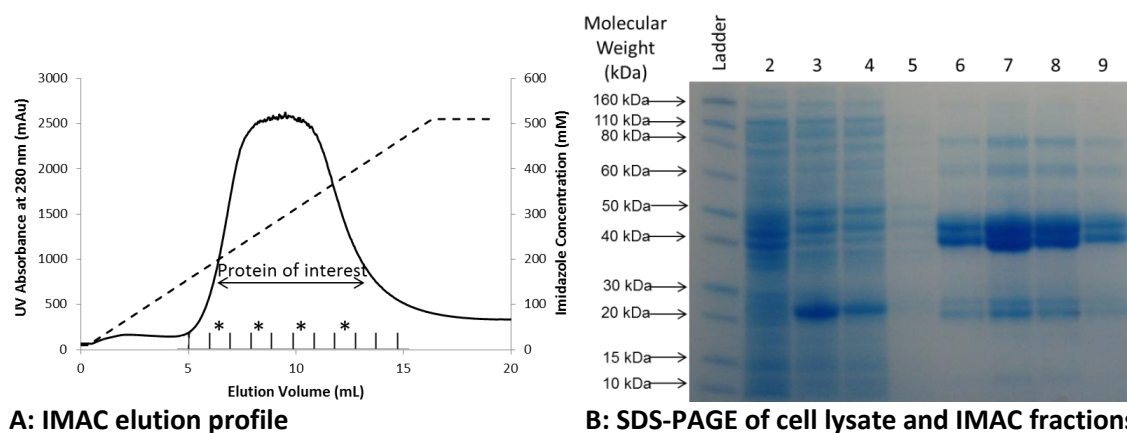 3000
2500
2000
1500
1000
500
0
UV Absorbance at 280 nm (mAu)
600
500
400
300
200
100
0
Imidazole Concentration (mM)
Protein of interest
* * * *
0 5 10 15 20
Elution Volume (mL)
A: IMAC elution profile
Molecular
Weight
(kDa)
Ladder 2 3 4 5 6 7 8 9
160 kDa
110 kDa
80 kDa
60 kDa
50 kDa
40 kDa
30 kDa
20 kDa
15 kDa
10 kDa
B: SDS-PAGE of cell lysate and IMAC fractions